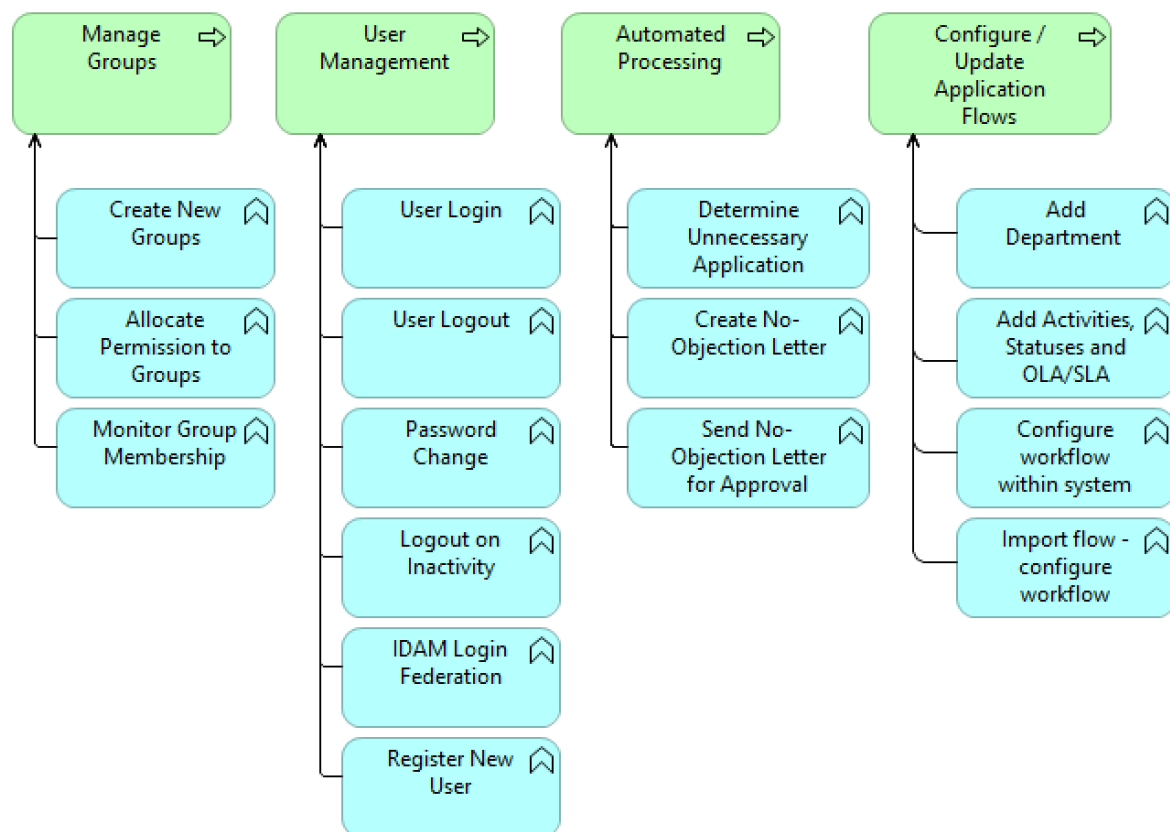 Manage
Groups
User
Management
Automated
Processing
Configure /
Update
Application
Flows
Create New
Groups
Allocate
Permission to
Groups
Monitor Group
Membership
User Login
User Logout
Password
Change
Logout on
Inactivity
IDAM Login
Federation
Register New
User
Determine
Unnecessary
Application
Create No-
Objection Letter
Send No-
Objection Letter
for Approval
Add
Department
Add Activities,
Statuses and
OLA/SLA
Configure
workflow
within system
Import flow -
configure
workflow